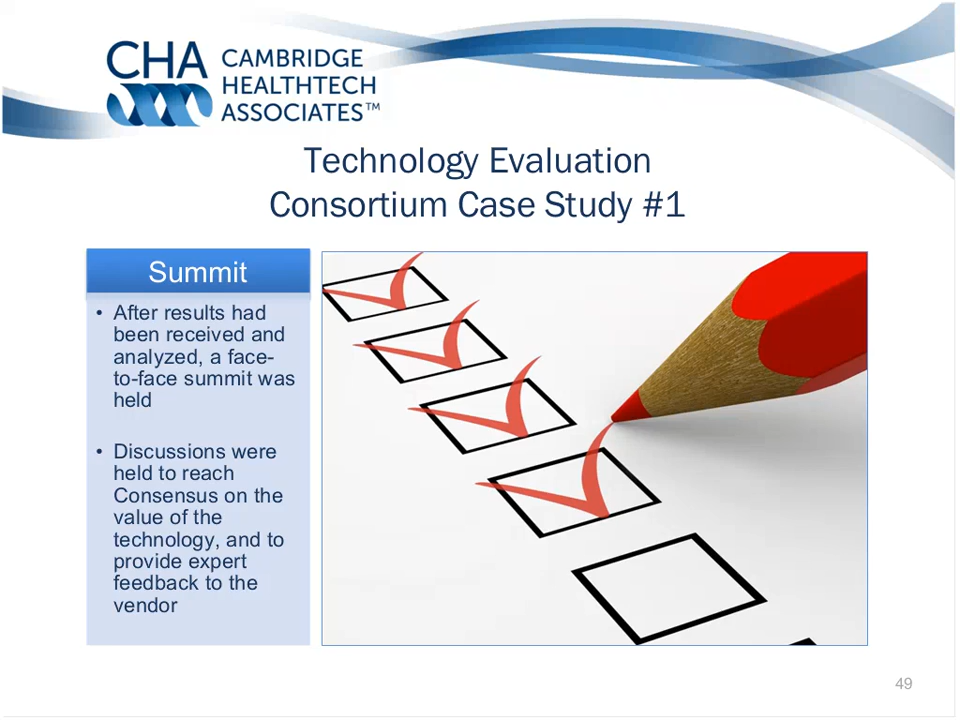 CHA CAMBRIDGE
HEALTHTECH
ASSOCIATES™
Technology Evaluation
Consortium Case Study #1
Summit
• After results had
been received and
analyzed, a face-
to-face summit was
held
• Discussions were
held to reach
Consensus on the
value of the
technology, and to
provide expert
feedback to the
vendor
49